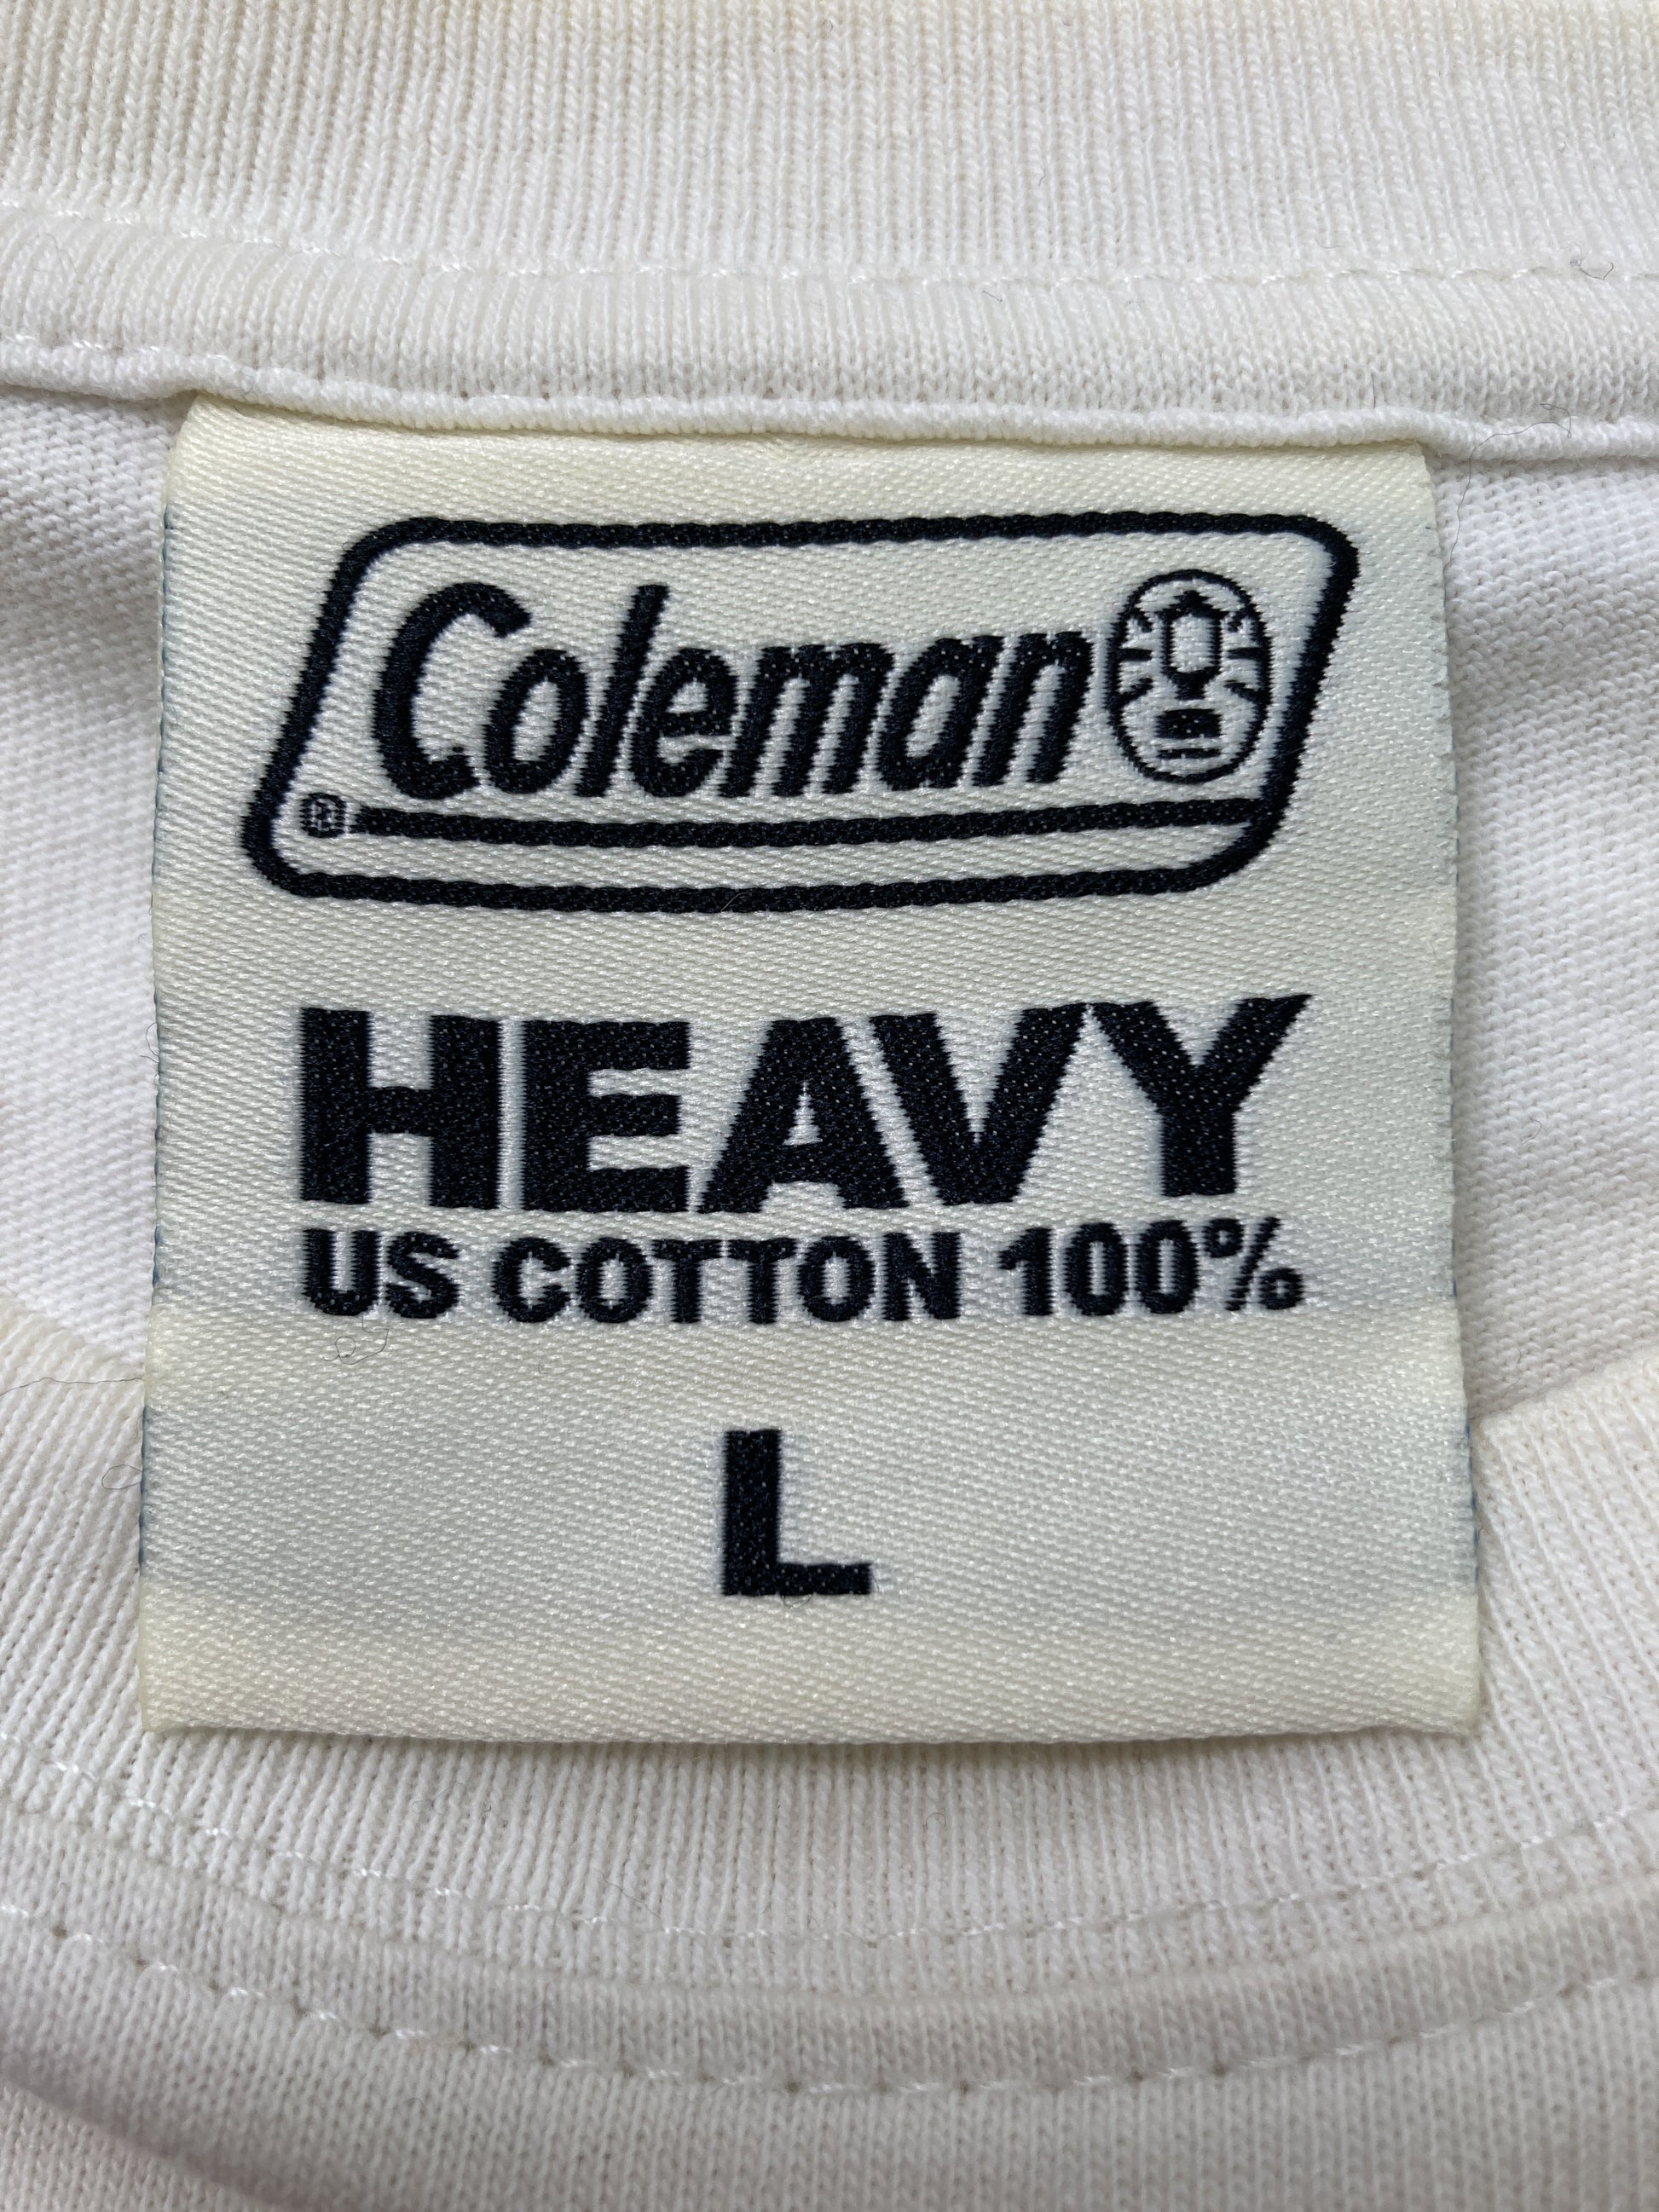 Coleman
®
HEAVY
US COTTON 100%
L